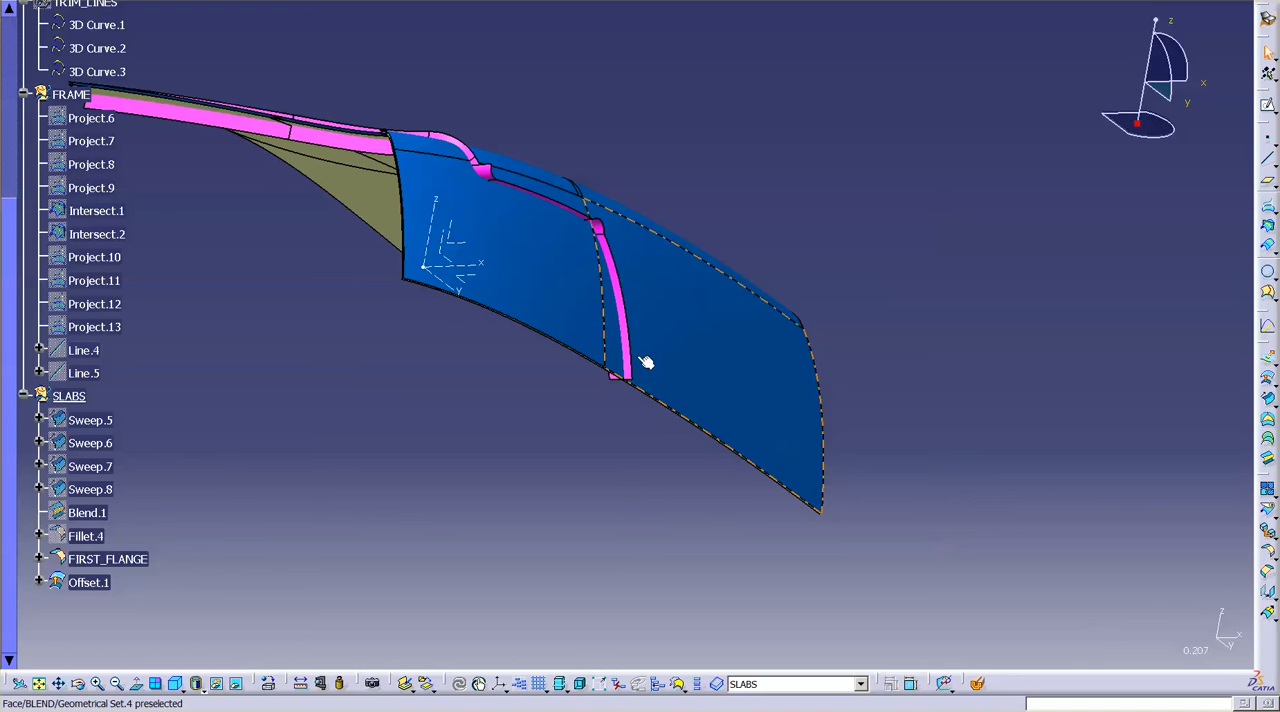 TRIM_LINES
3D Curve.1
3D Curve.2
3D Curve.3
FRAME
Project.6
Project.7
Project.8
Project.9
Intersect.1
Intersect.2
Project.10
Project.11
Project.12
Project.13
Line.4
Line.5
SLABS
Sweep.5
Sweep.6
Sweep.7
Sweep.8
Blend.1
Fillet.4
FIRST_FLANGE
Offset.1
z
x
y
z
x
y
z
x
y
0.207
SLABS
CATIA
Face/BLEND/Geometrical Set.4 preselected